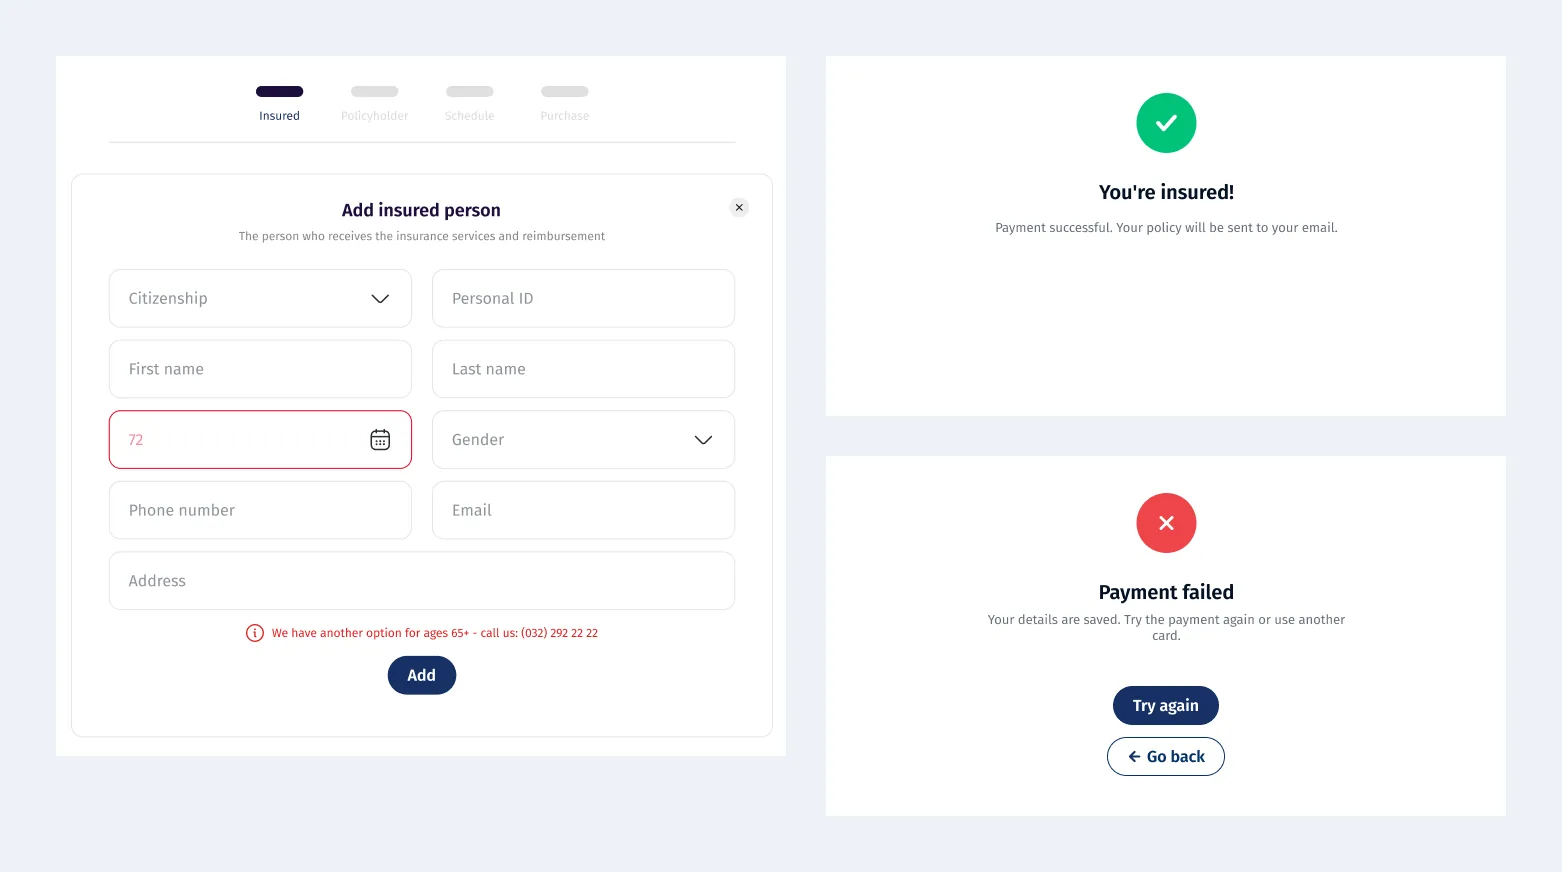 Insured
Policyholder
Schedule
Purchase
Add insured person
The person who receives the insurance services and reimbursement
Citizenship
Personal ID
First name
Last name
72
Gender
Phone number
Email
Address
We have another option for ages 65+ - call us: (032) 292 22 22
Add
You're insured!
Payment successful. Your policy will be sent to your email.
Payment failed
Your details are saved. Try the payment again or use another
card.
Try again
Go back